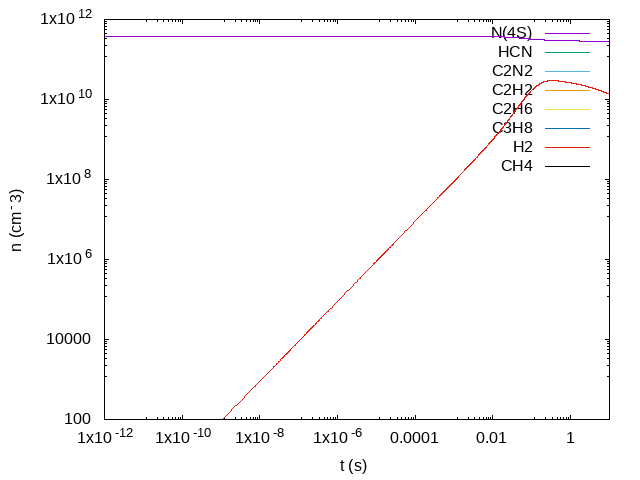 1x10^12
1x10^10
1x10^8
1x10^6
10000
100
n (cm^-3)
N(4S)
HCN
C2N2
C2H2
C2H6
C3H8
H2
CH4
1x10^-12
1x10^-10
1x10^-8
1x10^-6
0.0001
0.01
1
t (s)